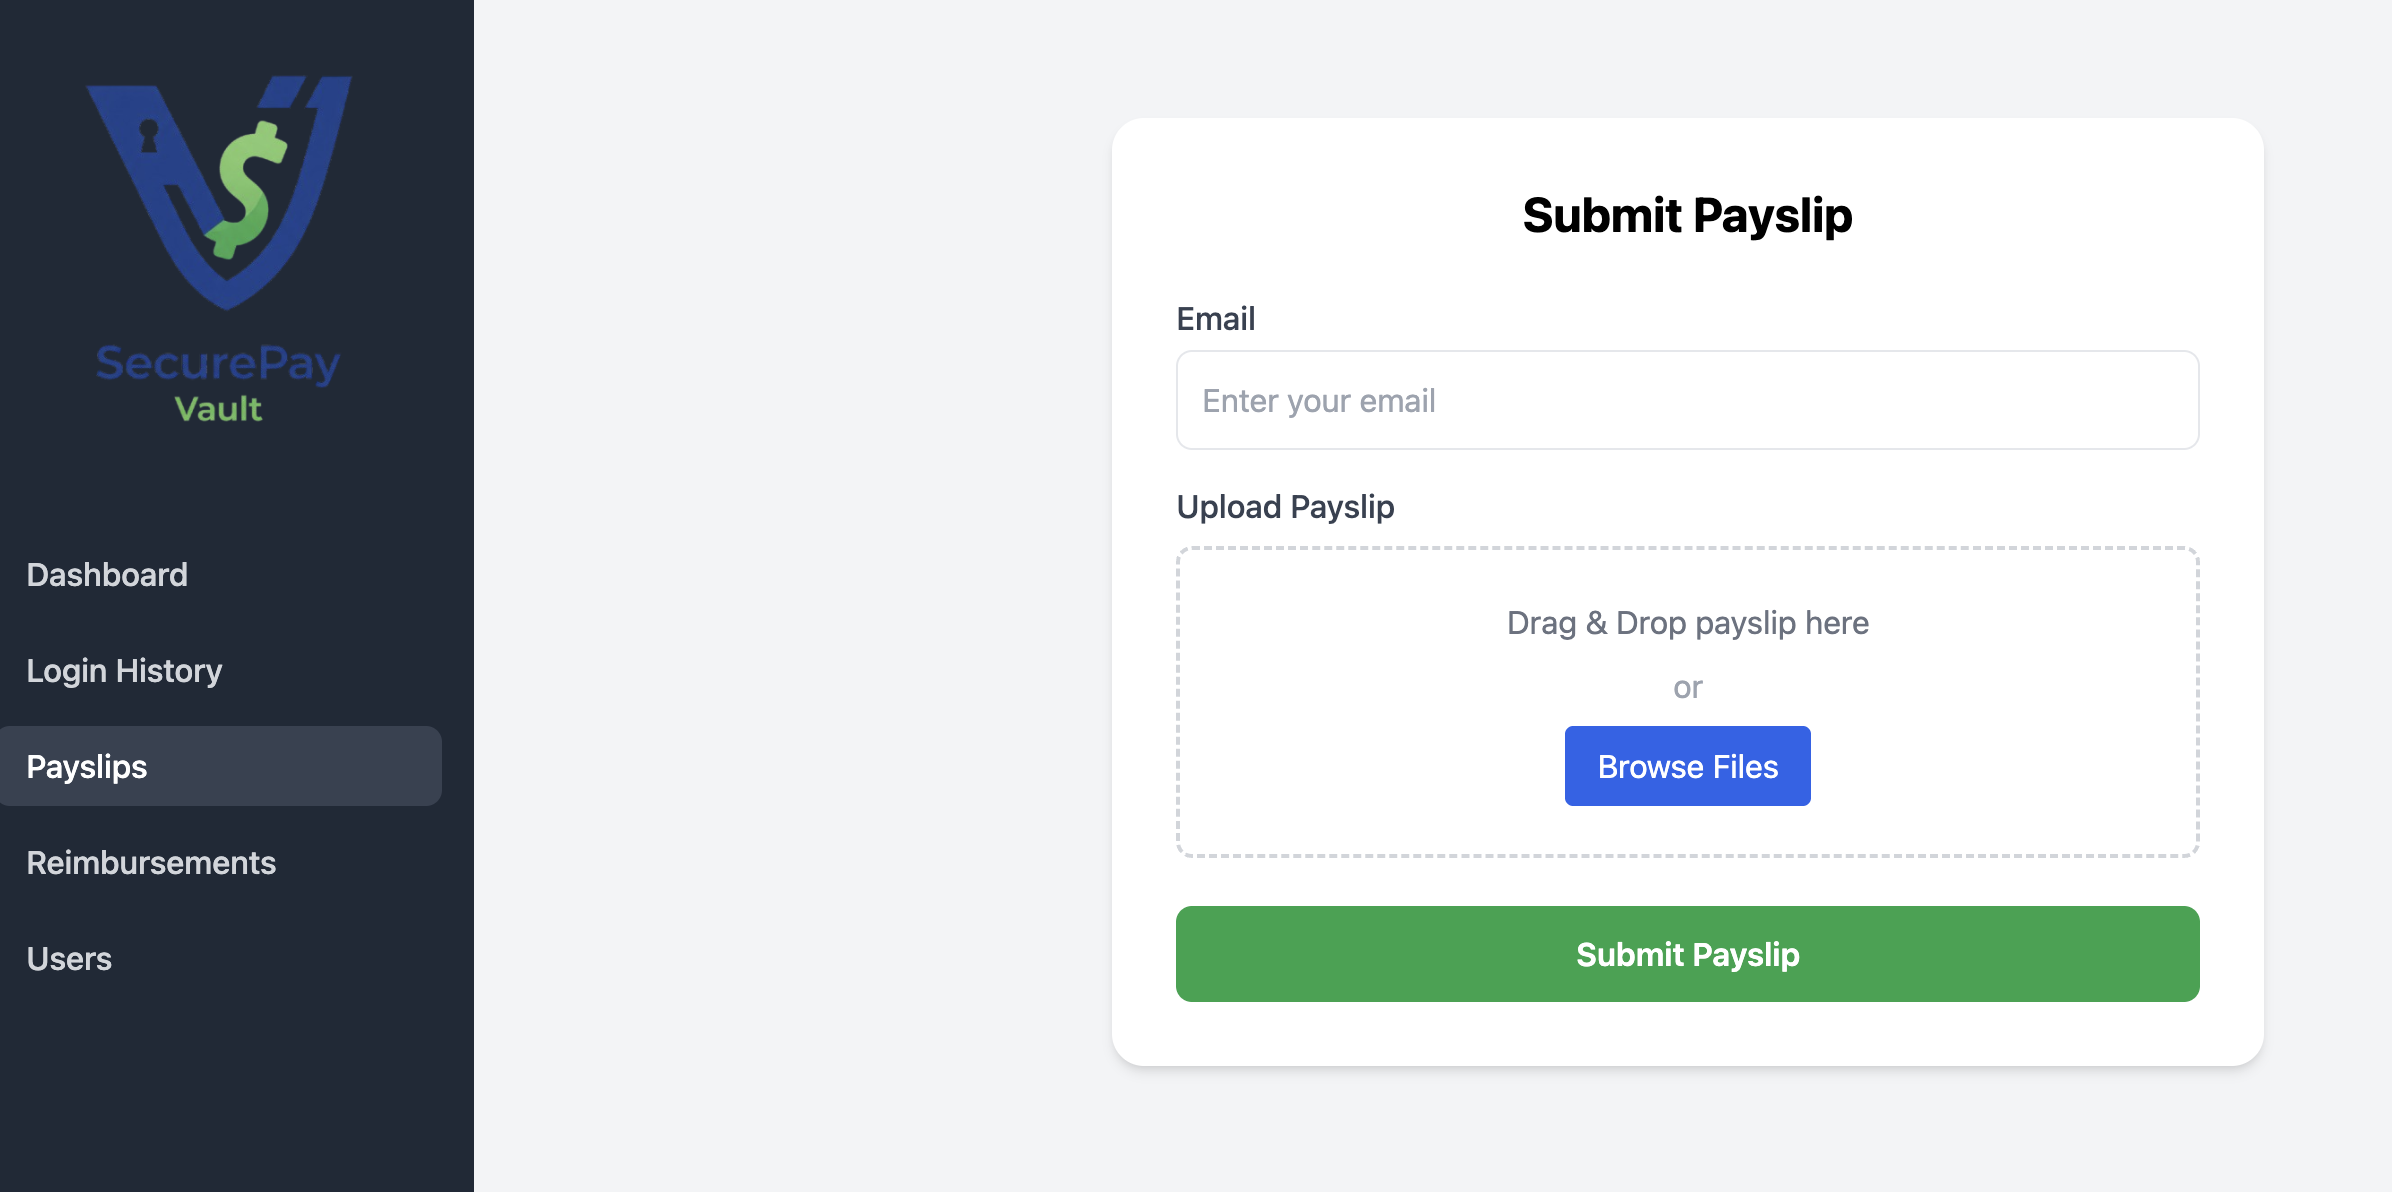 SecurePay
Vault
Dashboard
Login History
Payslips
Reimbursements
Users
Submit Payslip
Email
Enter your email
Upload Payslip
Drag & Drop payslip here
or
Browse Files
Submit Payslip